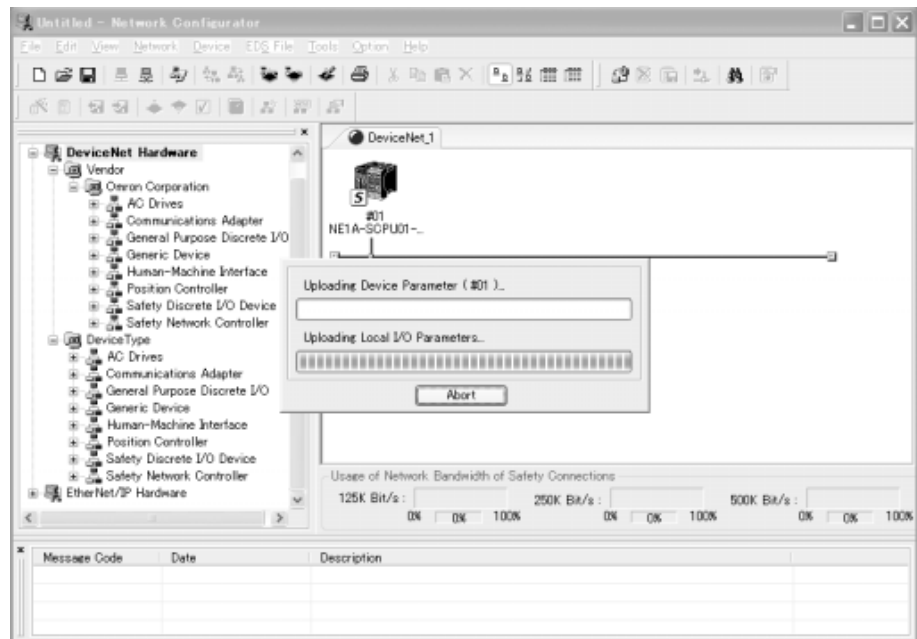 Untitled - Network Configurator
File Edit View Network Device EDS File Tools Option Help
DeviceNet Hardware
Vendor
Omron Corporation
AC Drives
Communications Adapter
General Purpose Discrete I/O
Generic Device
Human-Machine Interface
Position Controller
Safety Discrete I/O Device
Safety Network Controller
DeviceType
AC Drives
Communications Adapter
General Purpose Discrete I/O
Generic Device
Human-Machine Interface
Position Controller
Safety Discrete I/O Device
Safety Network Controller
EtherNet/IP Hardware
DeviceNet_1
S
#01
NE1A-SCPU01-...
Uploading Device Parameter ( #01 )...
Uploading Local I/O Parameters...
Abort
Usage of Network Bandwidth of Safety Connections
125K Bit/s : 250K Bit/s : 500K Bit/s :
0% 0% 100% 0% 0% 100% 0% 0% 100%
Message Code Date Description